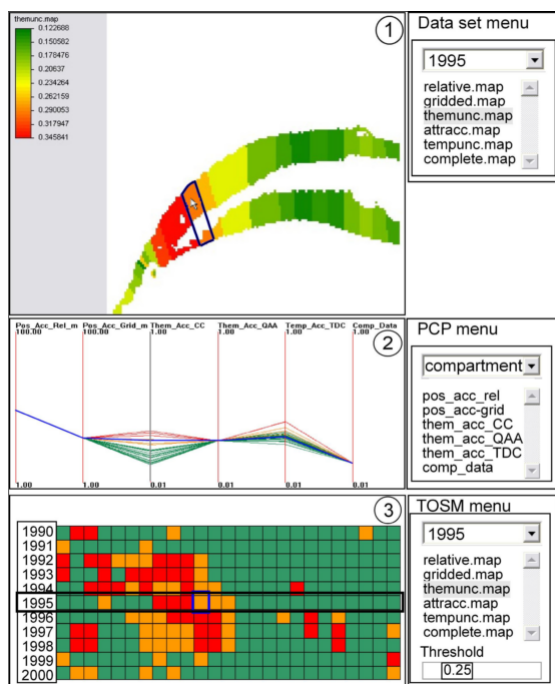 themunc.map
0.122688
0.150582
0.178476
0.20637
0.234264
0.262159
0.290053
0.317947
0.345841
1
Data set menu
1995
relative.map
gridded.map
themunc.map
attracc.map
tempunc.map
complete.map
Pos_Acc_Rel_m Pos_Acc_Grid_m Them_Acc_CC Them_Acc_QAA Temp_Acc_TDC Comp_Data
100.00 100.00 1.00 1.00 1.00 1.00
2
1.00 1.00 0.01 0.01 0.01 0.01
PCP menu
compartment
pos_acc_rel
pos_acc-grid
them_acc_CC
them_acc_QAA
them_acc_TDC
comp_data
3
1990
1991
1992
1993
1994
1995
1996
1997
1998
1999
2000
TOSM menu
1995
relative.map
gridded.map
themunc.map
attracc.map
tempunc.map
complete.map
Threshold
0.25